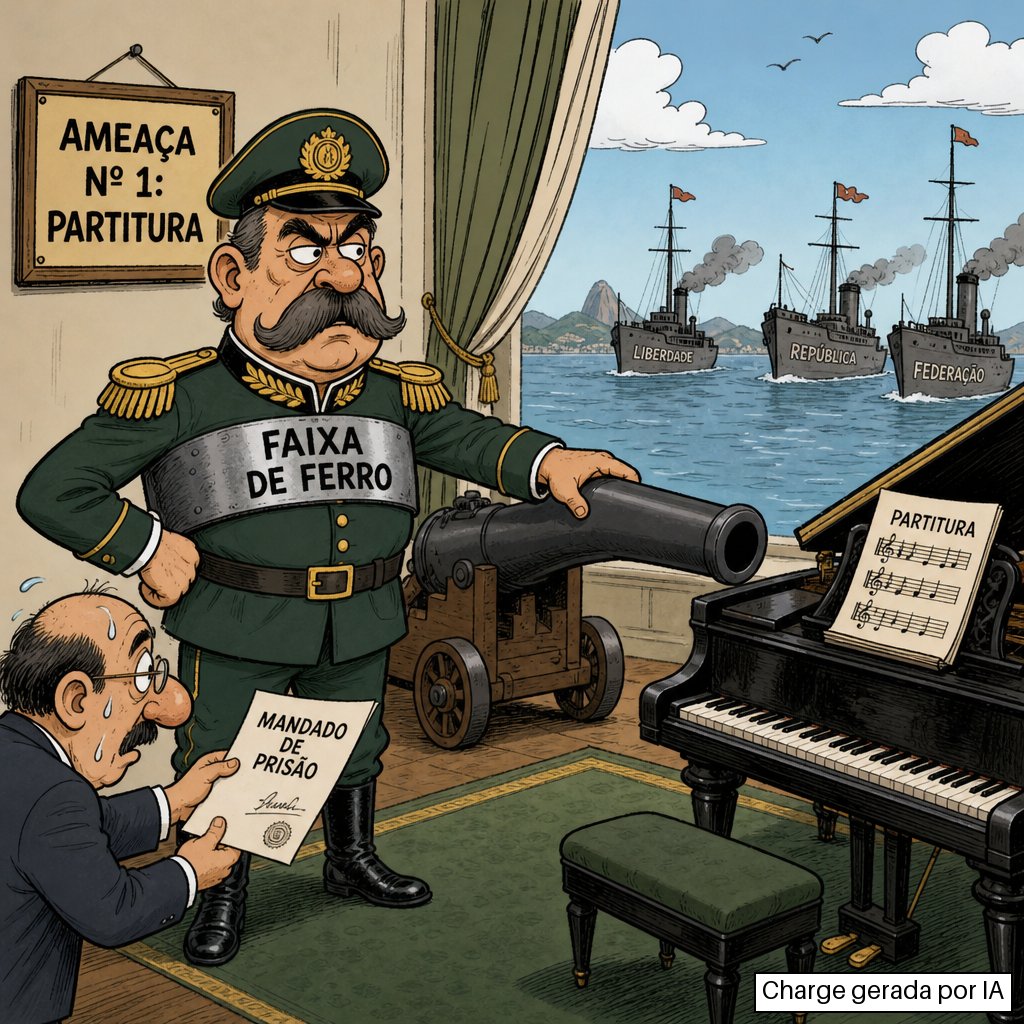 AMEAÇA
Nº 1:
PARTITURA
FAIXA
DE FERRO
LIBERDADE
REPÚBLICA
FEDERAÇÃO
PARTITURA
MANDADO
DE
PRISÃO
Charge gerada por IA